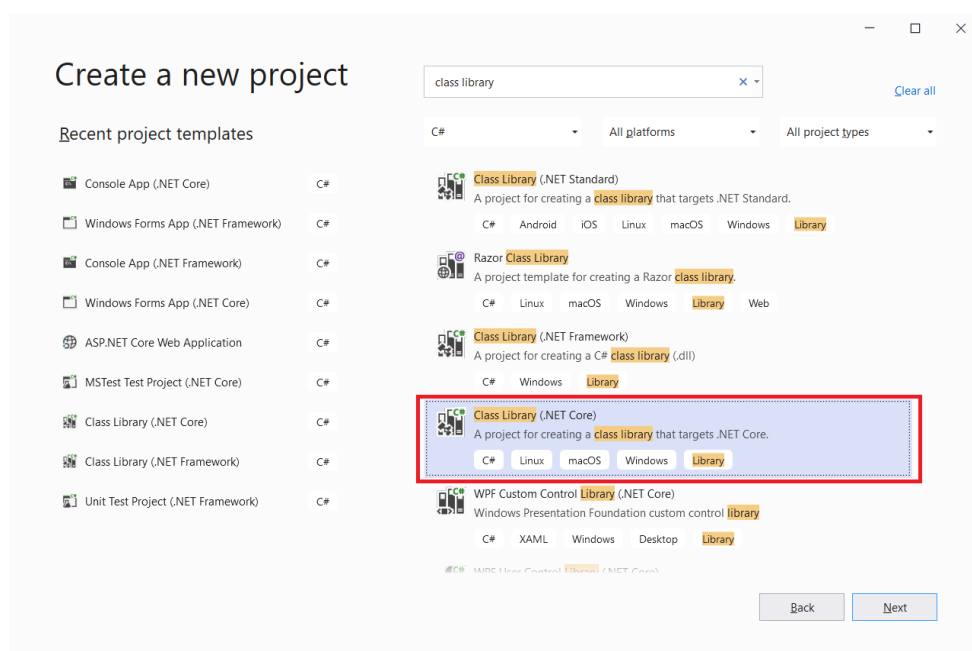 Create a new project
class library
Clear all
Recent project templates
C#
All platforms
All project types
Console App (.NET Core) C#
Windows Forms App (.NET Framework) C#
Console App (.NET Framework) C#
Windows Forms App (.NET Core) C#
ASP.NET Core Web Application C#
MSTest Test Project (.NET Core) C#
Class Library (.NET Core) C#
Class Library (.NET Framework) C#
Unit Test Project (.NET Framework) C#
Class Library (.NET Standard)
A project for creating a class library that targets .NET Standard.
C# Android iOS Linux macOS Windows Library
Razor Class Library
A project template for creating a Razor class library.
C# Linux macOS Windows Library Web
Class Library (.NET Framework)
A project for creating a C# class library (.dll)
C# Windows Library
Class Library (.NET Core)
A project for creating a class library that targets .NET Core.
C# Linux macOS Windows Library
WPF Custom Control Library (.NET Core)
Windows Presentation Foundation custom control library
C# XAML Windows Desktop Library
WPF User Control Library (.NET Core)
Back
Next